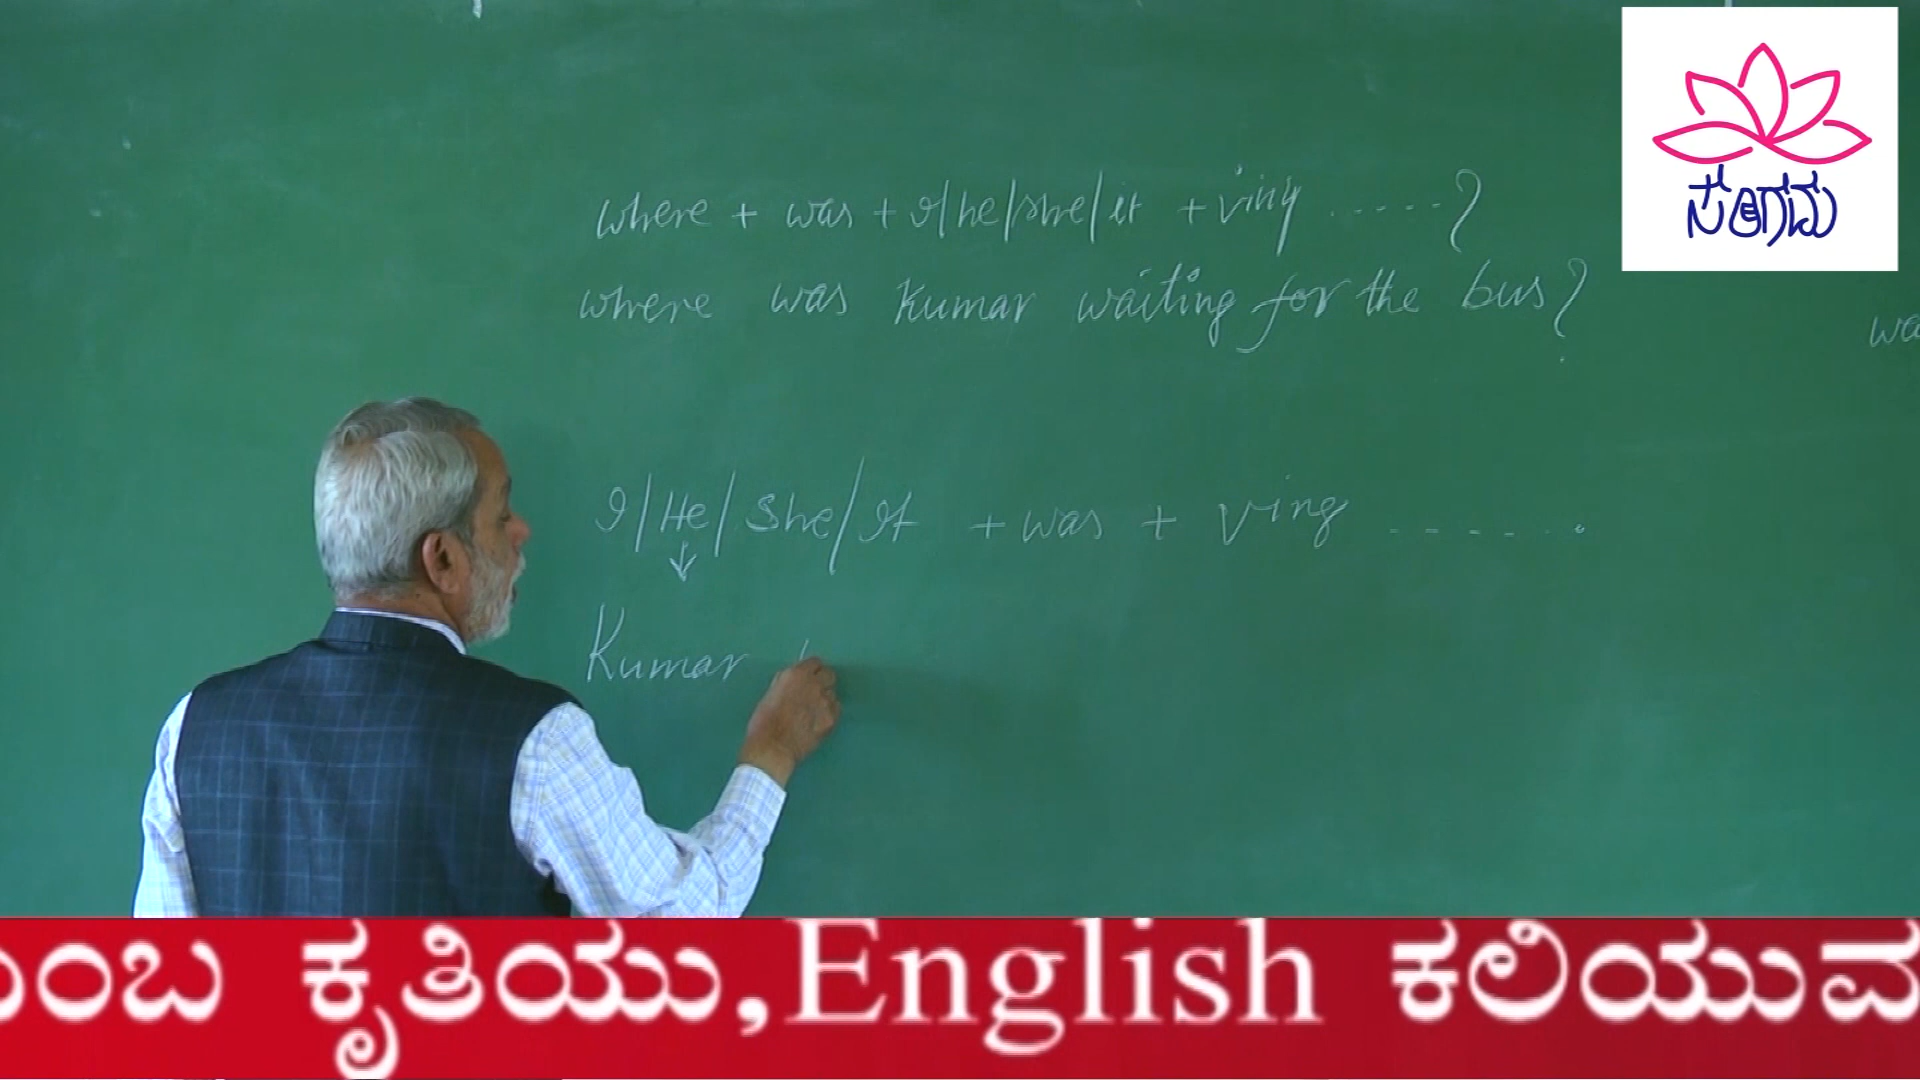 where + was + I/he/she/it + ving ......?
where was Kumar waiting for the bus?
wa
I/He/She/It + was + ving .......
↓
Kumar
ಎಂಬ ಕೃತಿಯು, English ಕಲಿಯುವ